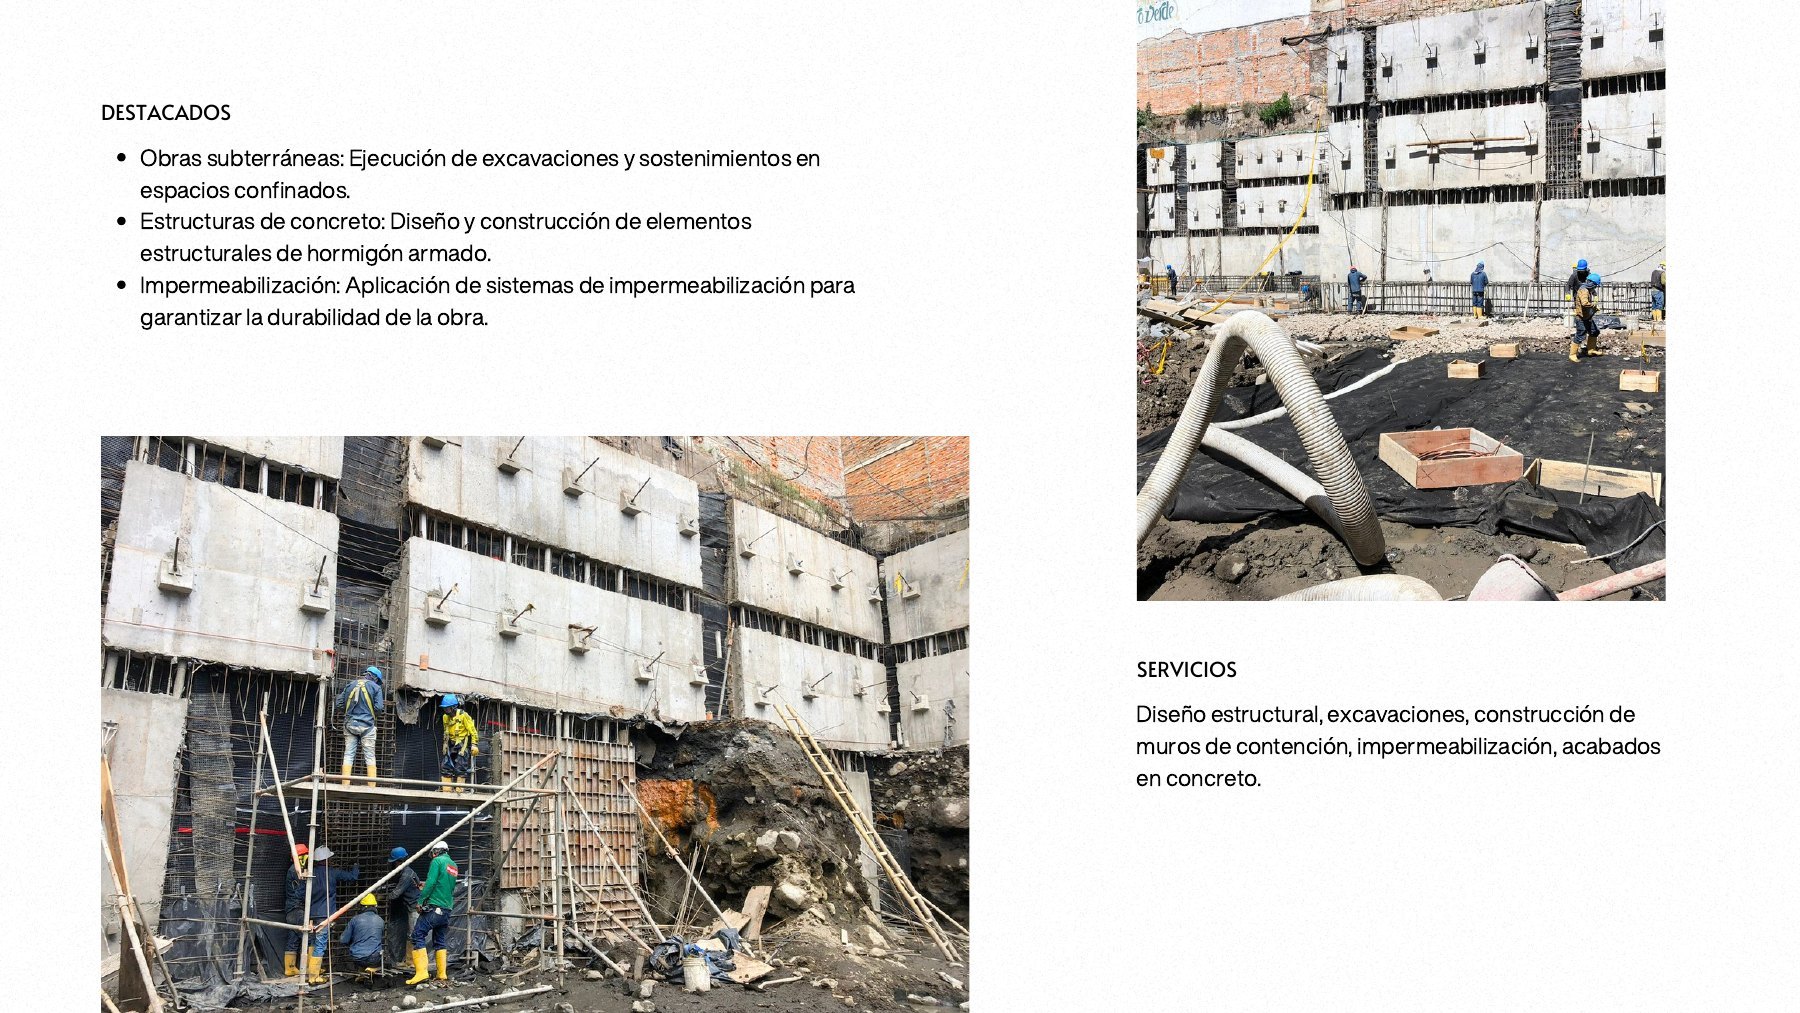 DESTACADOS
Obras subterráneas: Ejecución de excavaciones y sostenimientos en
espacios confinados.
Estructuras de concreto: Diseño y construcción de elementos
estructurales de hormigón armado.
Impermeabilización: Aplicación de sistemas de impermeabilización para
garantizar la durabilidad de la obra.
Verde
SERVICIOS
Diseño estructural, excavaciones, construcción de
muros de contención, impermeabilización, acabados
en concreto.